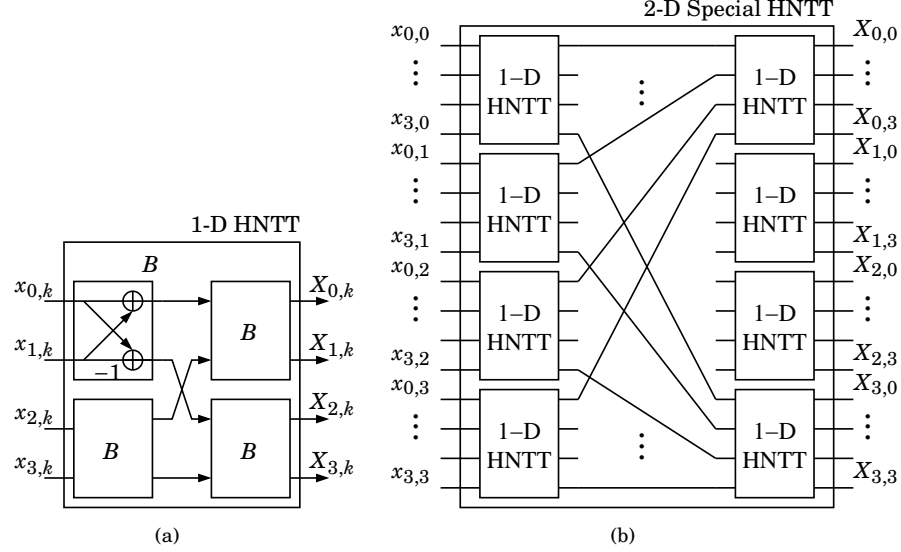 1-D HNTT
B
x0,k
x1,k
x2,k
x3,k
−1
B
B
B
X0,k
X1,k
X2,k
X3,k
(a)
2-D Special HNTT
x0,0
⋮
x3,0
x0,1
⋮
x3,1
x0,2
⋮
x3,2
x0,3
⋮
x3,3
1–D
HNTT
1–D
HNTT
1–D
HNTT
1–D
HNTT
⋮
⋮
1–D
HNTT
1–D
HNTT
1–D
HNTT
1–D
HNTT
X0,0
⋮
X0,3
X1,0
⋮
X1,3
X2,0
⋮
X2,3
X3,0
⋮
X3,3
(b)